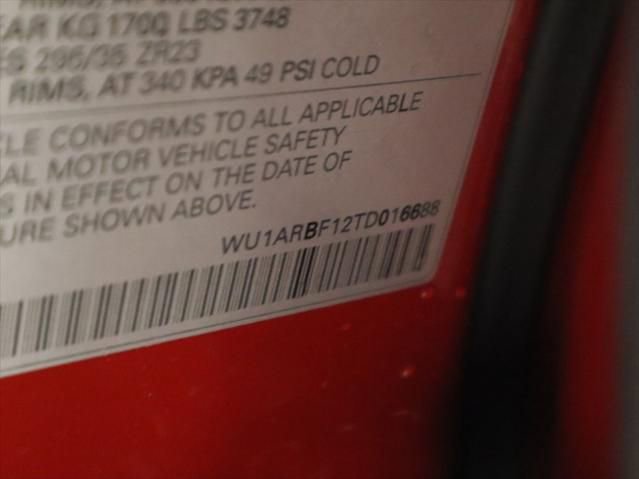 EAR KG 1700 LBS 3748
S 295/35 ZR23
RIMS, AT 340 KPA 49 PSI COLD
LE CONFORMS TO ALL APPLICABLE
AL MOTOR VEHICLE SAFETY
S IN EFFECT ON THE DATE OF
URE SHOWN ABOVE.
WU1ARBF12TD016688